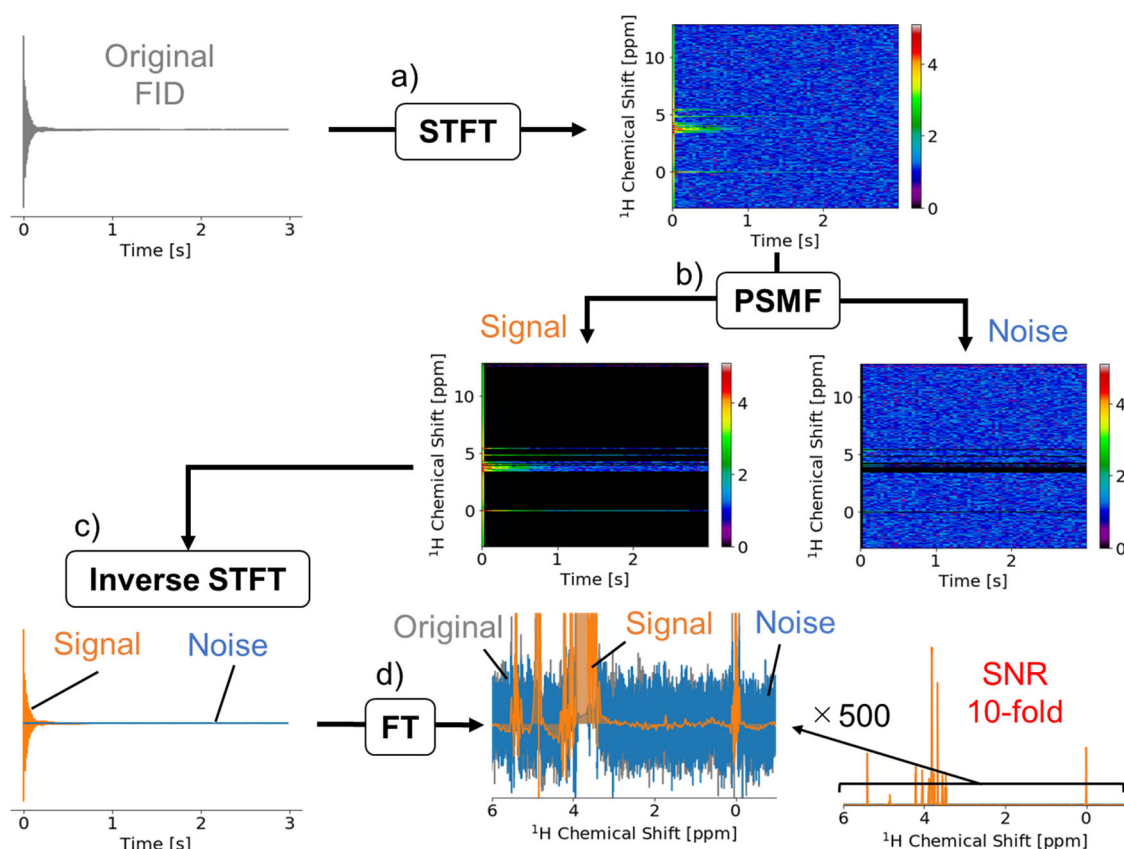 Original
FID
0
1
2
3
Time [s]
a)
STFT
10
5
0
¹H Chemical Shift [ppm]
0
1
2
Time [s]
4
2
0
b)
PSMF
Signal
Noise
10
5
0
¹H Chemical Shift [ppm]
0
1
2
Time [s]
4
2
0
10
5
0
¹H Chemical Shift [ppm]
0
1
2
Time [s]
4
2
0
c)
Inverse STFT
Signal
Noise
0
1
2
3
Time [s]
d)
FT
Original
Signal
Noise
6
4
2
0
¹H Chemical Shift [ppm]
×500
SNR
10-fold
6
4
2
0
¹H Chemical Shift [ppm]